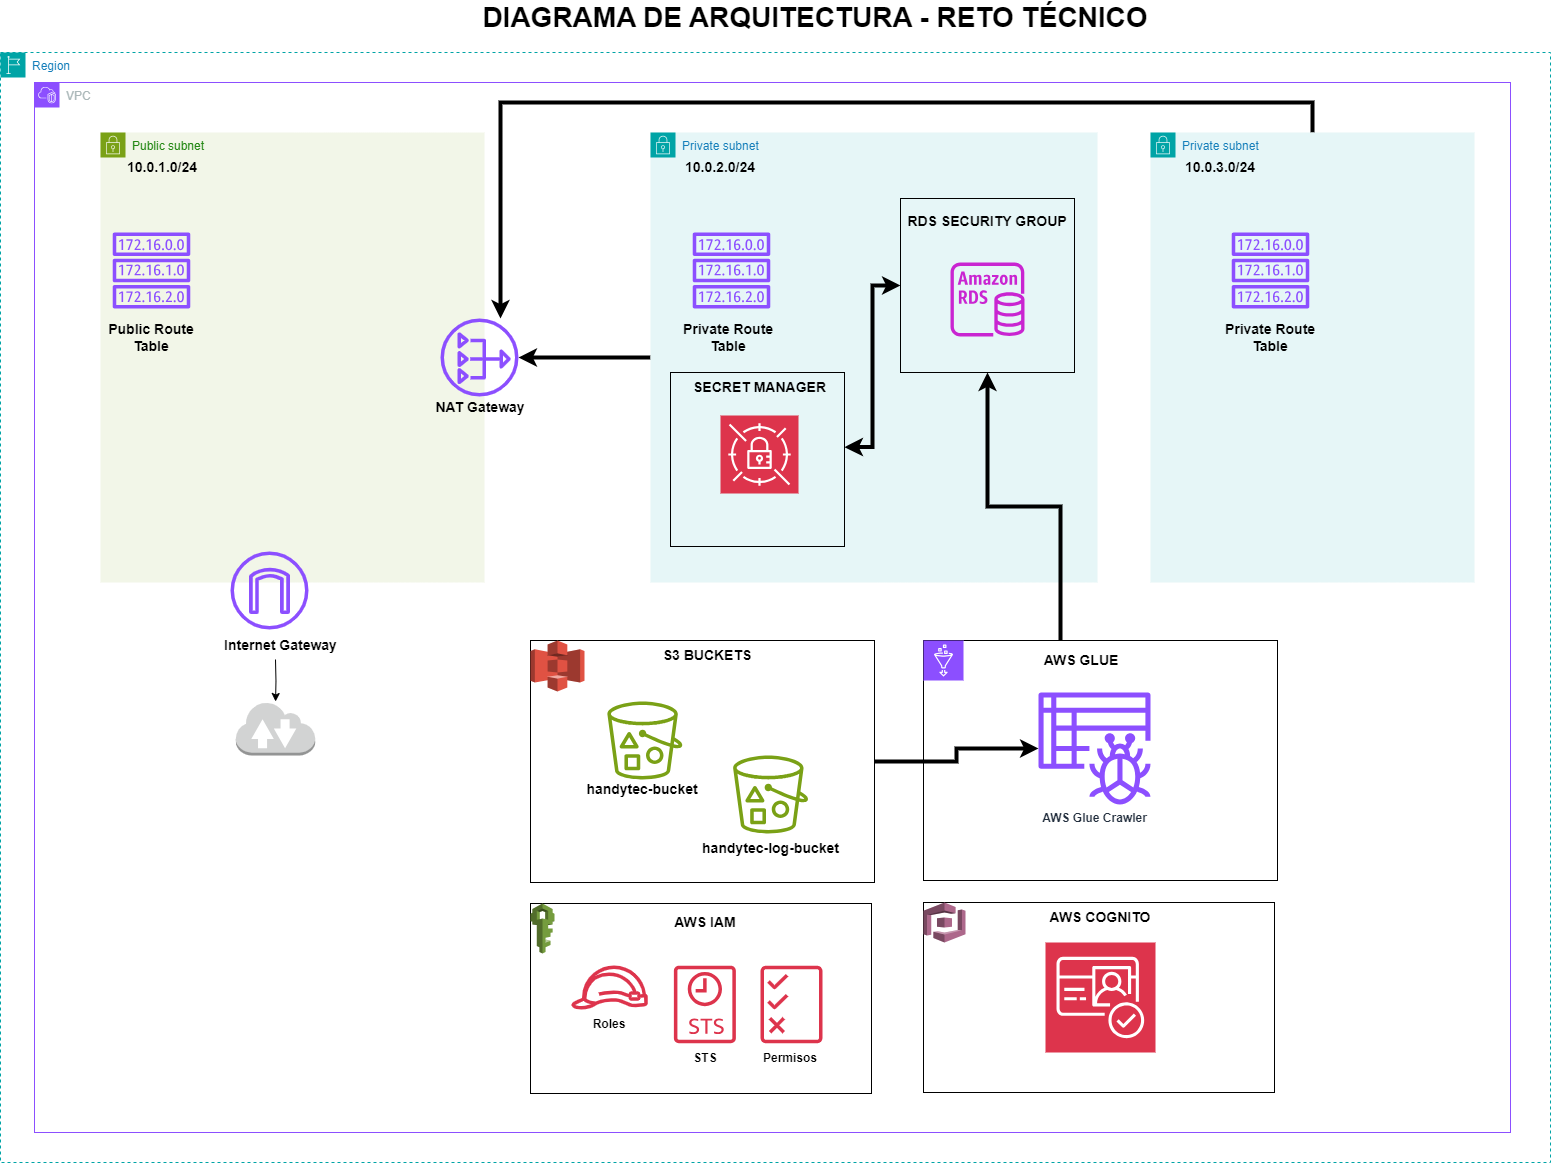 DIAGRAMA DE ARQUITECTURA - RETO TÉCNICO
Region
VPC
Public subnet
10.0.1.0/24
172.16.0.0
172.16.1.0
172.16.2.0
Public Route
Table
NAT Gateway
Internet Gateway
Private subnet
10.0.2.0/24
172.16.0.0
172.16.1.0
172.16.2.0
Private Route
Table
SECRET MANAGER
RDS SECURITY GROUP
Amazon
RDS
Private subnet
10.0.3.0/24
172.16.0.0
172.16.1.0
172.16.2.0
Private Route
Table
S3 BUCKETS
handytec-bucket
handytec-log-bucket
AWS GLUE
AWS Glue Crawler
AWS IAM
Roles
STS
STS
Permisos
AWS COGNITO